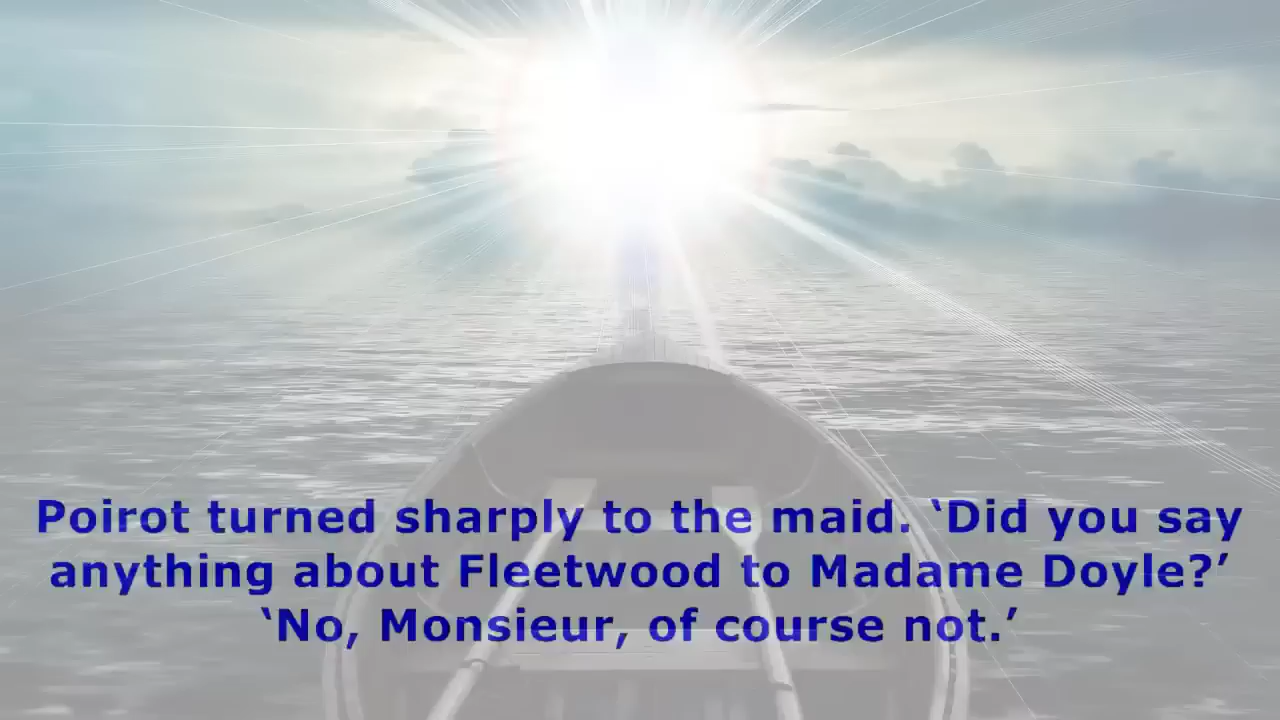 Poirot turned sharply to the maid. ‘Did you say
anything about Fleetwood to Madame Doyle?’
‘No, Monsieur, of course not.’